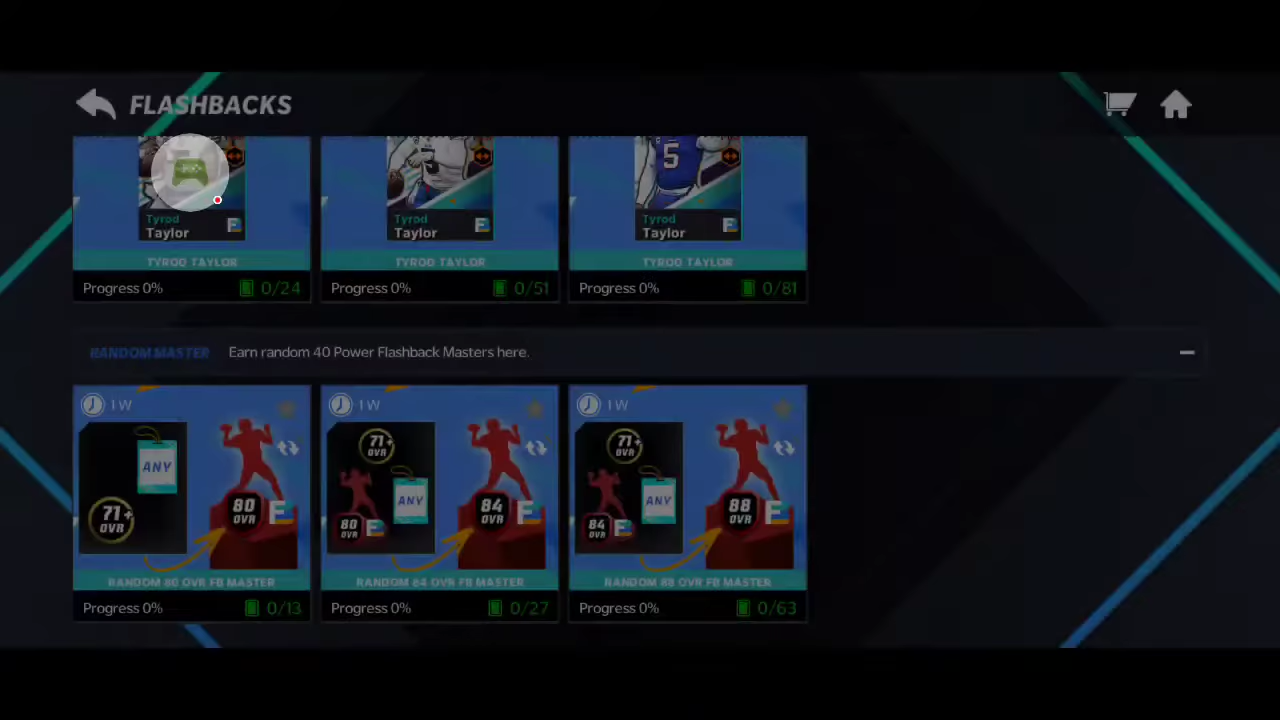 FLASHBACKS
5
Tyrod
Taylor
TYROD TAYLOR
Progress 0%
0/24
Tyrod
Taylor
TYROD TAYLOR
Progress 0%
0/51
Tyrod
Taylor
TYROD TAYLOR
Progress 0%
0/81
RANDOM MASTER Earn random 40 Power Flashback Masters here.
1 W
ANY
71+
OVR
80
OVR
RANDOM 80 OVR FB MASTER
Progress 0%
0/13
1 W
71+
OVR
ANY
80
OVR
84
OVR
RANDOM 84 OVR FB MASTER
Progress 0%
0/27
1 W
71+
OVR
ANY
84
OVR
88
OVR
RANDOM 88 OVR FB MASTER
Progress 0%
0/63